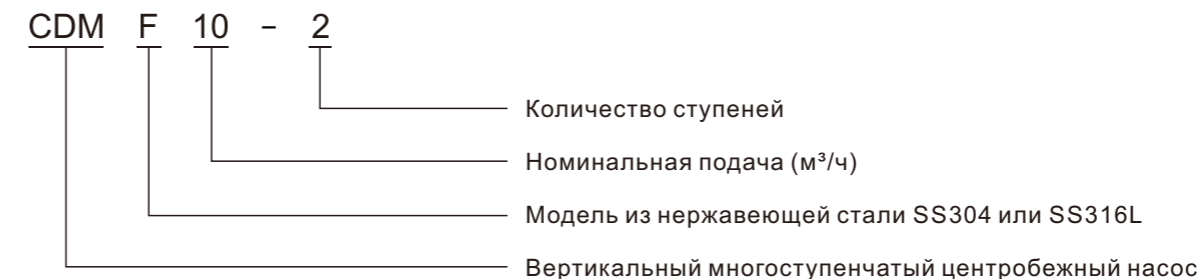 CDM F 10 - 2
Количество ступеней
Номинальная подача (м³/ч)
Модель из нержавеющей стали SS304 или SS316L
Вертикальный многоступенчатый центробежный насос